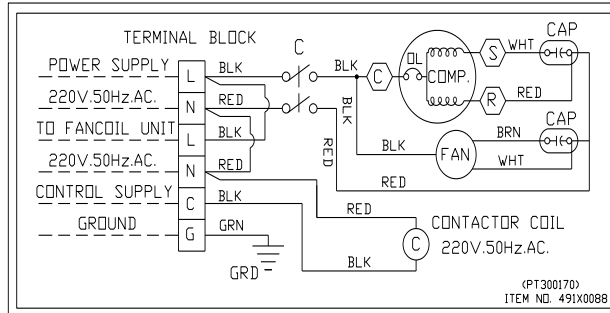 TERMINAL BLOCK
C
CAP
POWER SUPPLY
L
BLK
BLK
C
OL
COMP.
S
WHT
220V.50Hz.AC.
N
RED
R
RED
TO FANCOIL UNIT
L
BLK
BLK
CAP
BLK
FAN
BRN
WHT
220V.50Hz.AC.
N
RED
RED
RED
CONTROL SUPPLY
C
BLK
RED
CONTACTOR COIL
GROUND
G
GRN
C
220V.50Hz.AC.
BLK
GRD
(PT300170)
ITEM NO. 491X0088